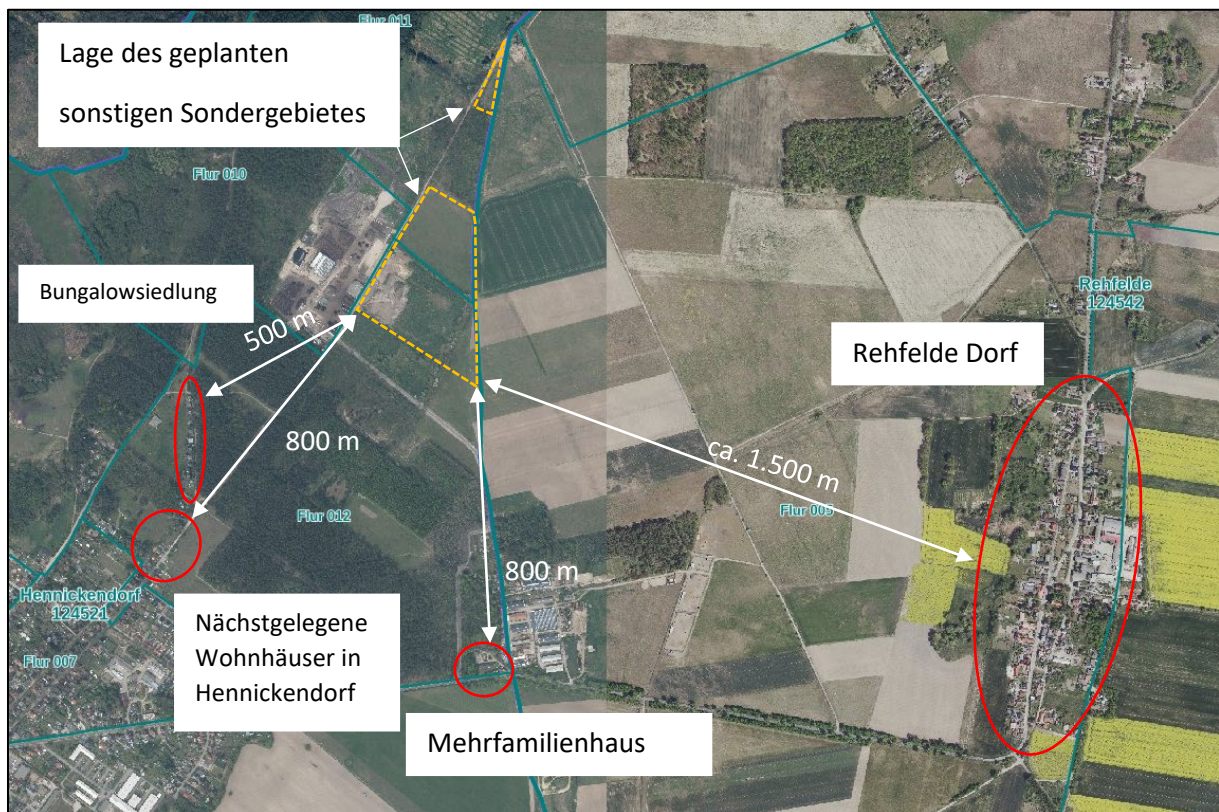 Flur 011
Lage des geplanten
sonstigen Sondergebietes
Flur 010
Bungalowsiedlung
500 m
Rehfelde
124542
Rehfelde Dorf
800 m
ca. 1.500 m
Flur 005
Flur 012
800 m
Hennickendorf
124521
Nächstgelegene
Wohnhäuser in
Hennickendorf
Flur 007
Mehrfamilienhaus